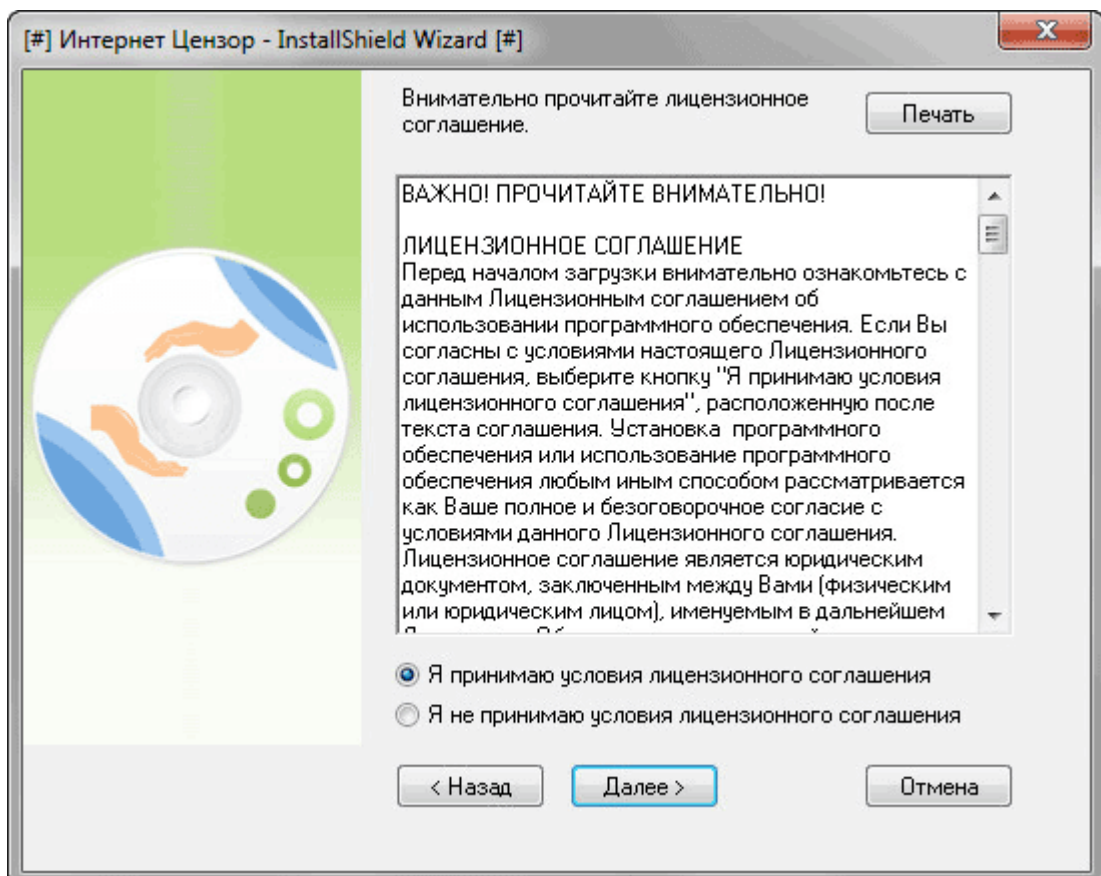 [#] Интернет Цензор - InstallShield Wizard [#]
Внимательно прочитайте лицензионное
соглашение.
Печать
ВАЖНО! ПРОЧИТАЙТЕ ВНИМАТЕЛЬНО!
ЛИЦЕНЗИОННОЕ СОГЛАШЕНИЕ
Перед началом загрузки внимательно ознакомьтесь с
данным Лицензионным соглашением об
использовании программного обеспечения. Если Вы
согласны с условиями настоящего Лицензионного
соглашения, выберите кнопку "Я принимаю условия
лицензионного соглашения", расположенную после
текста соглашения. Установка  программного
обеспечения или использование программного
обеспечения любым иным способом рассматривается
как Ваше полное и безоговорочное согласие с
условиями данного Лицензионного соглашения.
Лицензионное соглашение является юридическим
документом, заключенным между Вами (физическим
или юридическим лицом), именуемым в дальнейшем
Я принимаю условия лицензионного соглашения
Я не принимаю условия лицензионного соглашения
< Назад
Далее >
Отмена